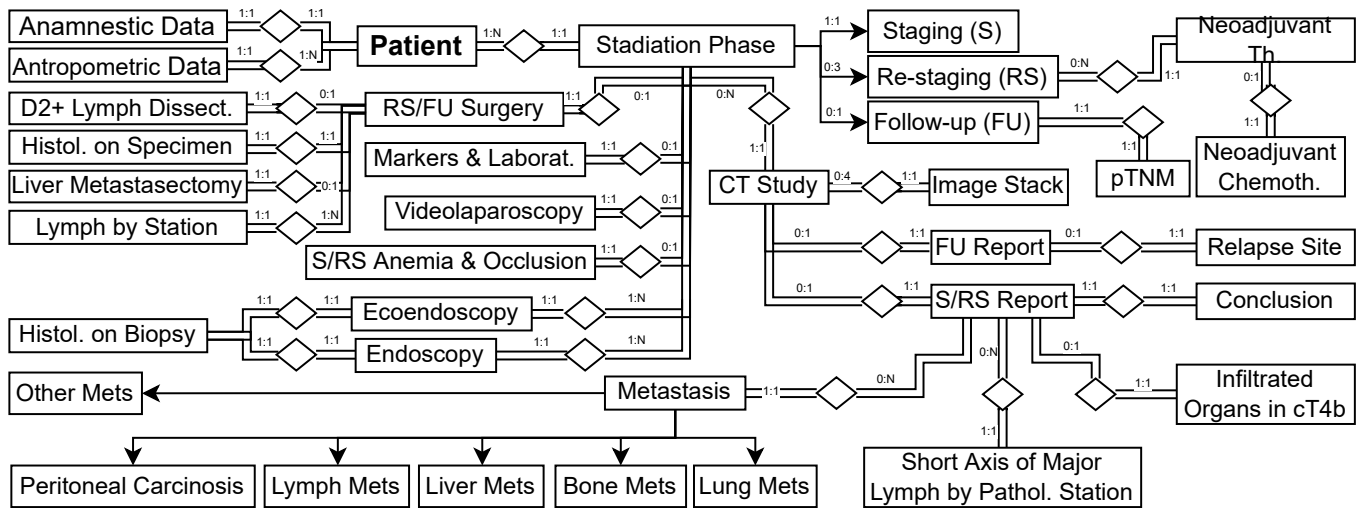 Anamnestic Data
1:1
1:1
Antropometric Data
1:1
1:N
Patient
1:N
1:1
Stadiation Phase
1:1
Staging (S)
0:3
Re-staging (RS)
0:N
1:1
Neoadjuvant
Th.
0:1
1:1
Neoadjuvant
Chemoth.
0:1
Follow-up (FU)
1:1
1:1
pTNM
D2+ Lymph Dissect.
1:1
0:1
RS/FU Surgery
1:1
0:1
0:N
1:1
Histol. on Specimen
1:1
1:1
Liver Metastasectomy
1:1
0:1
Lymph by Station
1:1
1:N
Markers & Laborat.
1:1
0:1
Videolaparoscopy
1:1
0:1
S/RS Anemia & Occlusion
1:1
0:1
CT Study
0:4
1:1
Image Stack
0:1
1:1
FU Report
0:1
1:1
Relapse Site
0:1
1:1
S/RS Report
1:1
1:1
Conclusion
Histol. on Biopsy
1:1
1:1
Ecoendoscopy
1:1
1:N
1:1
1:1
Endoscopy
1:1
1:N
Other Mets
Metastasis
1:1
0:N
0:N
1:1
0:1
1:1
Infiltrated
Organs in cT4b
Short Axis of Major
Lymph by Pathol. Station
Peritoneal Carcinosis
Lymph Mets
Liver Mets
Bone Mets
Lung Mets